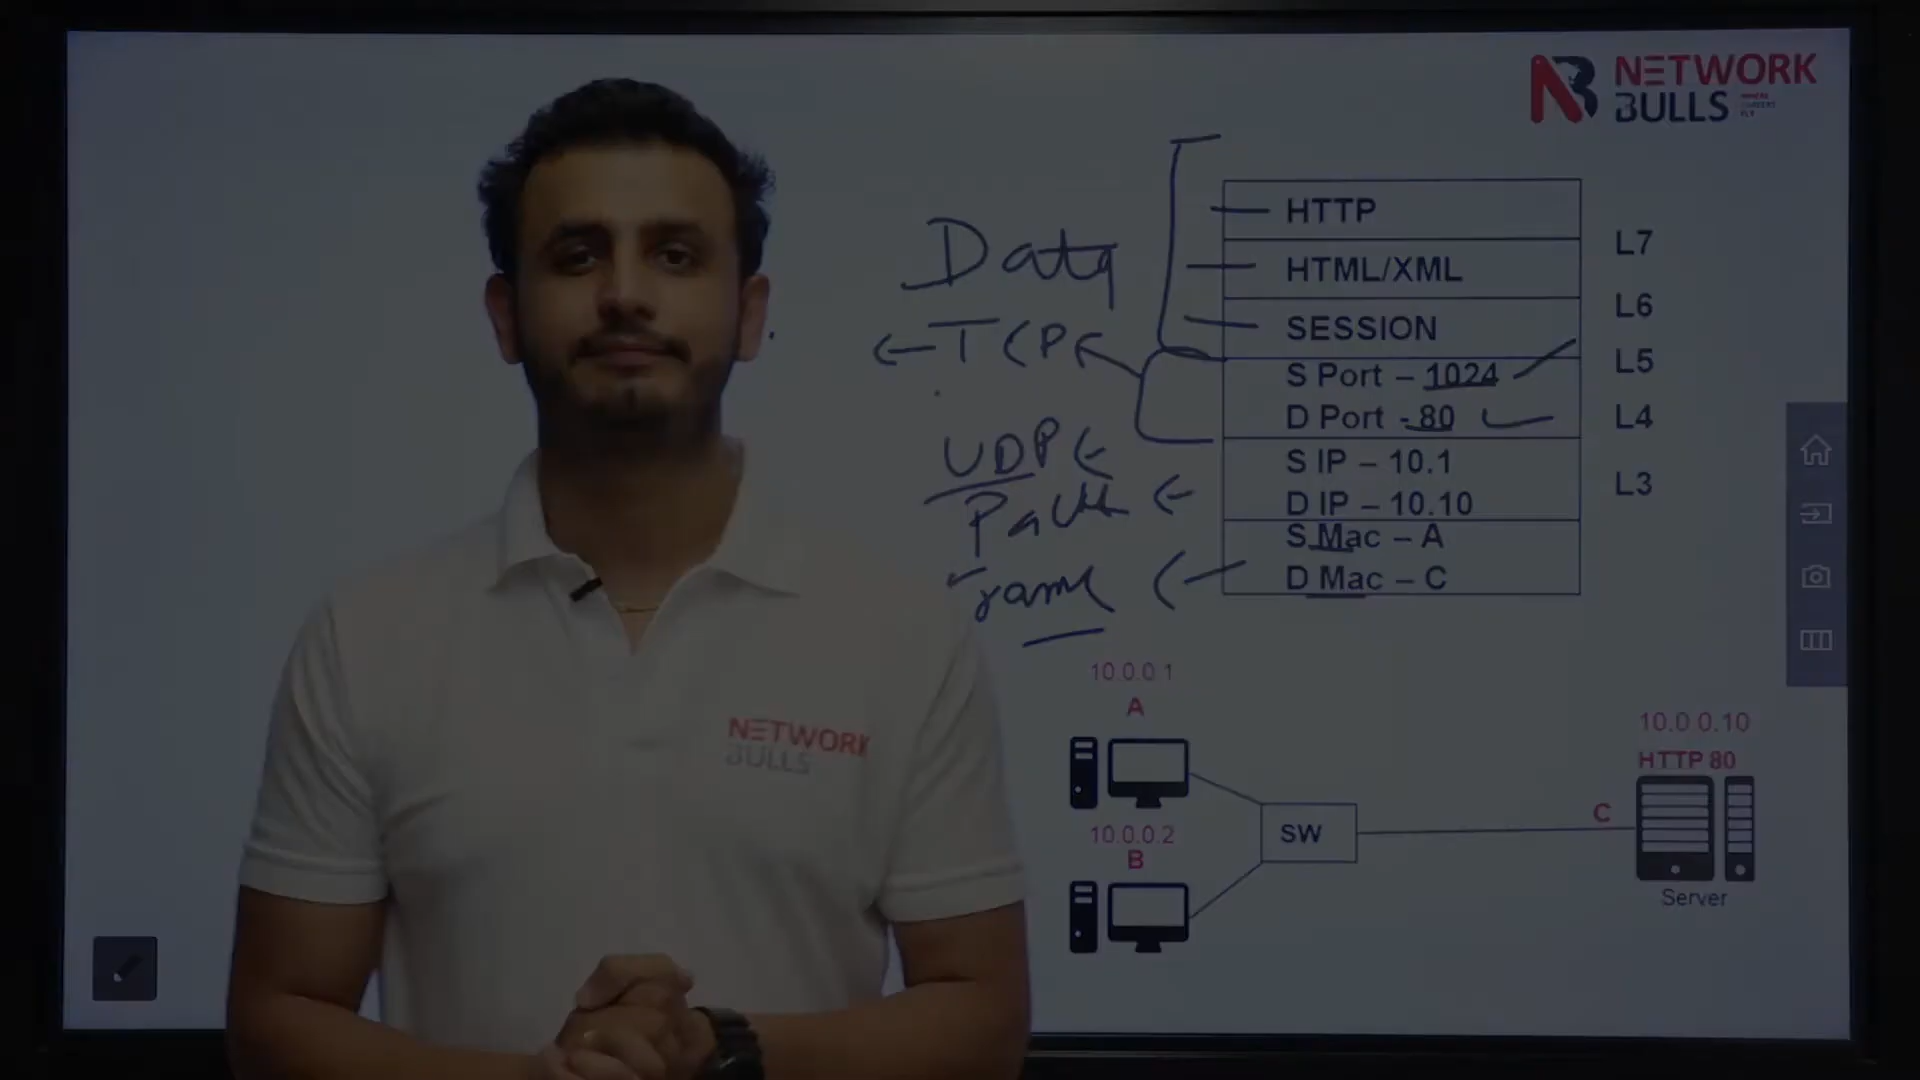 NETWORK
BULLS
HTTP
L7
HTML/XML
Data
L6
SESSION
TCP
L5
S Port – 1024
D Port - 80
L4
UDP
S IP – 10.1
L3
D IP – 10.10
S Mac – A
D Mac – C
frame
10.0.0.1
A
NETWORK
BULLS
10.0 0.10
HTTP 80
C
SW
10.0.0.2
B
Server